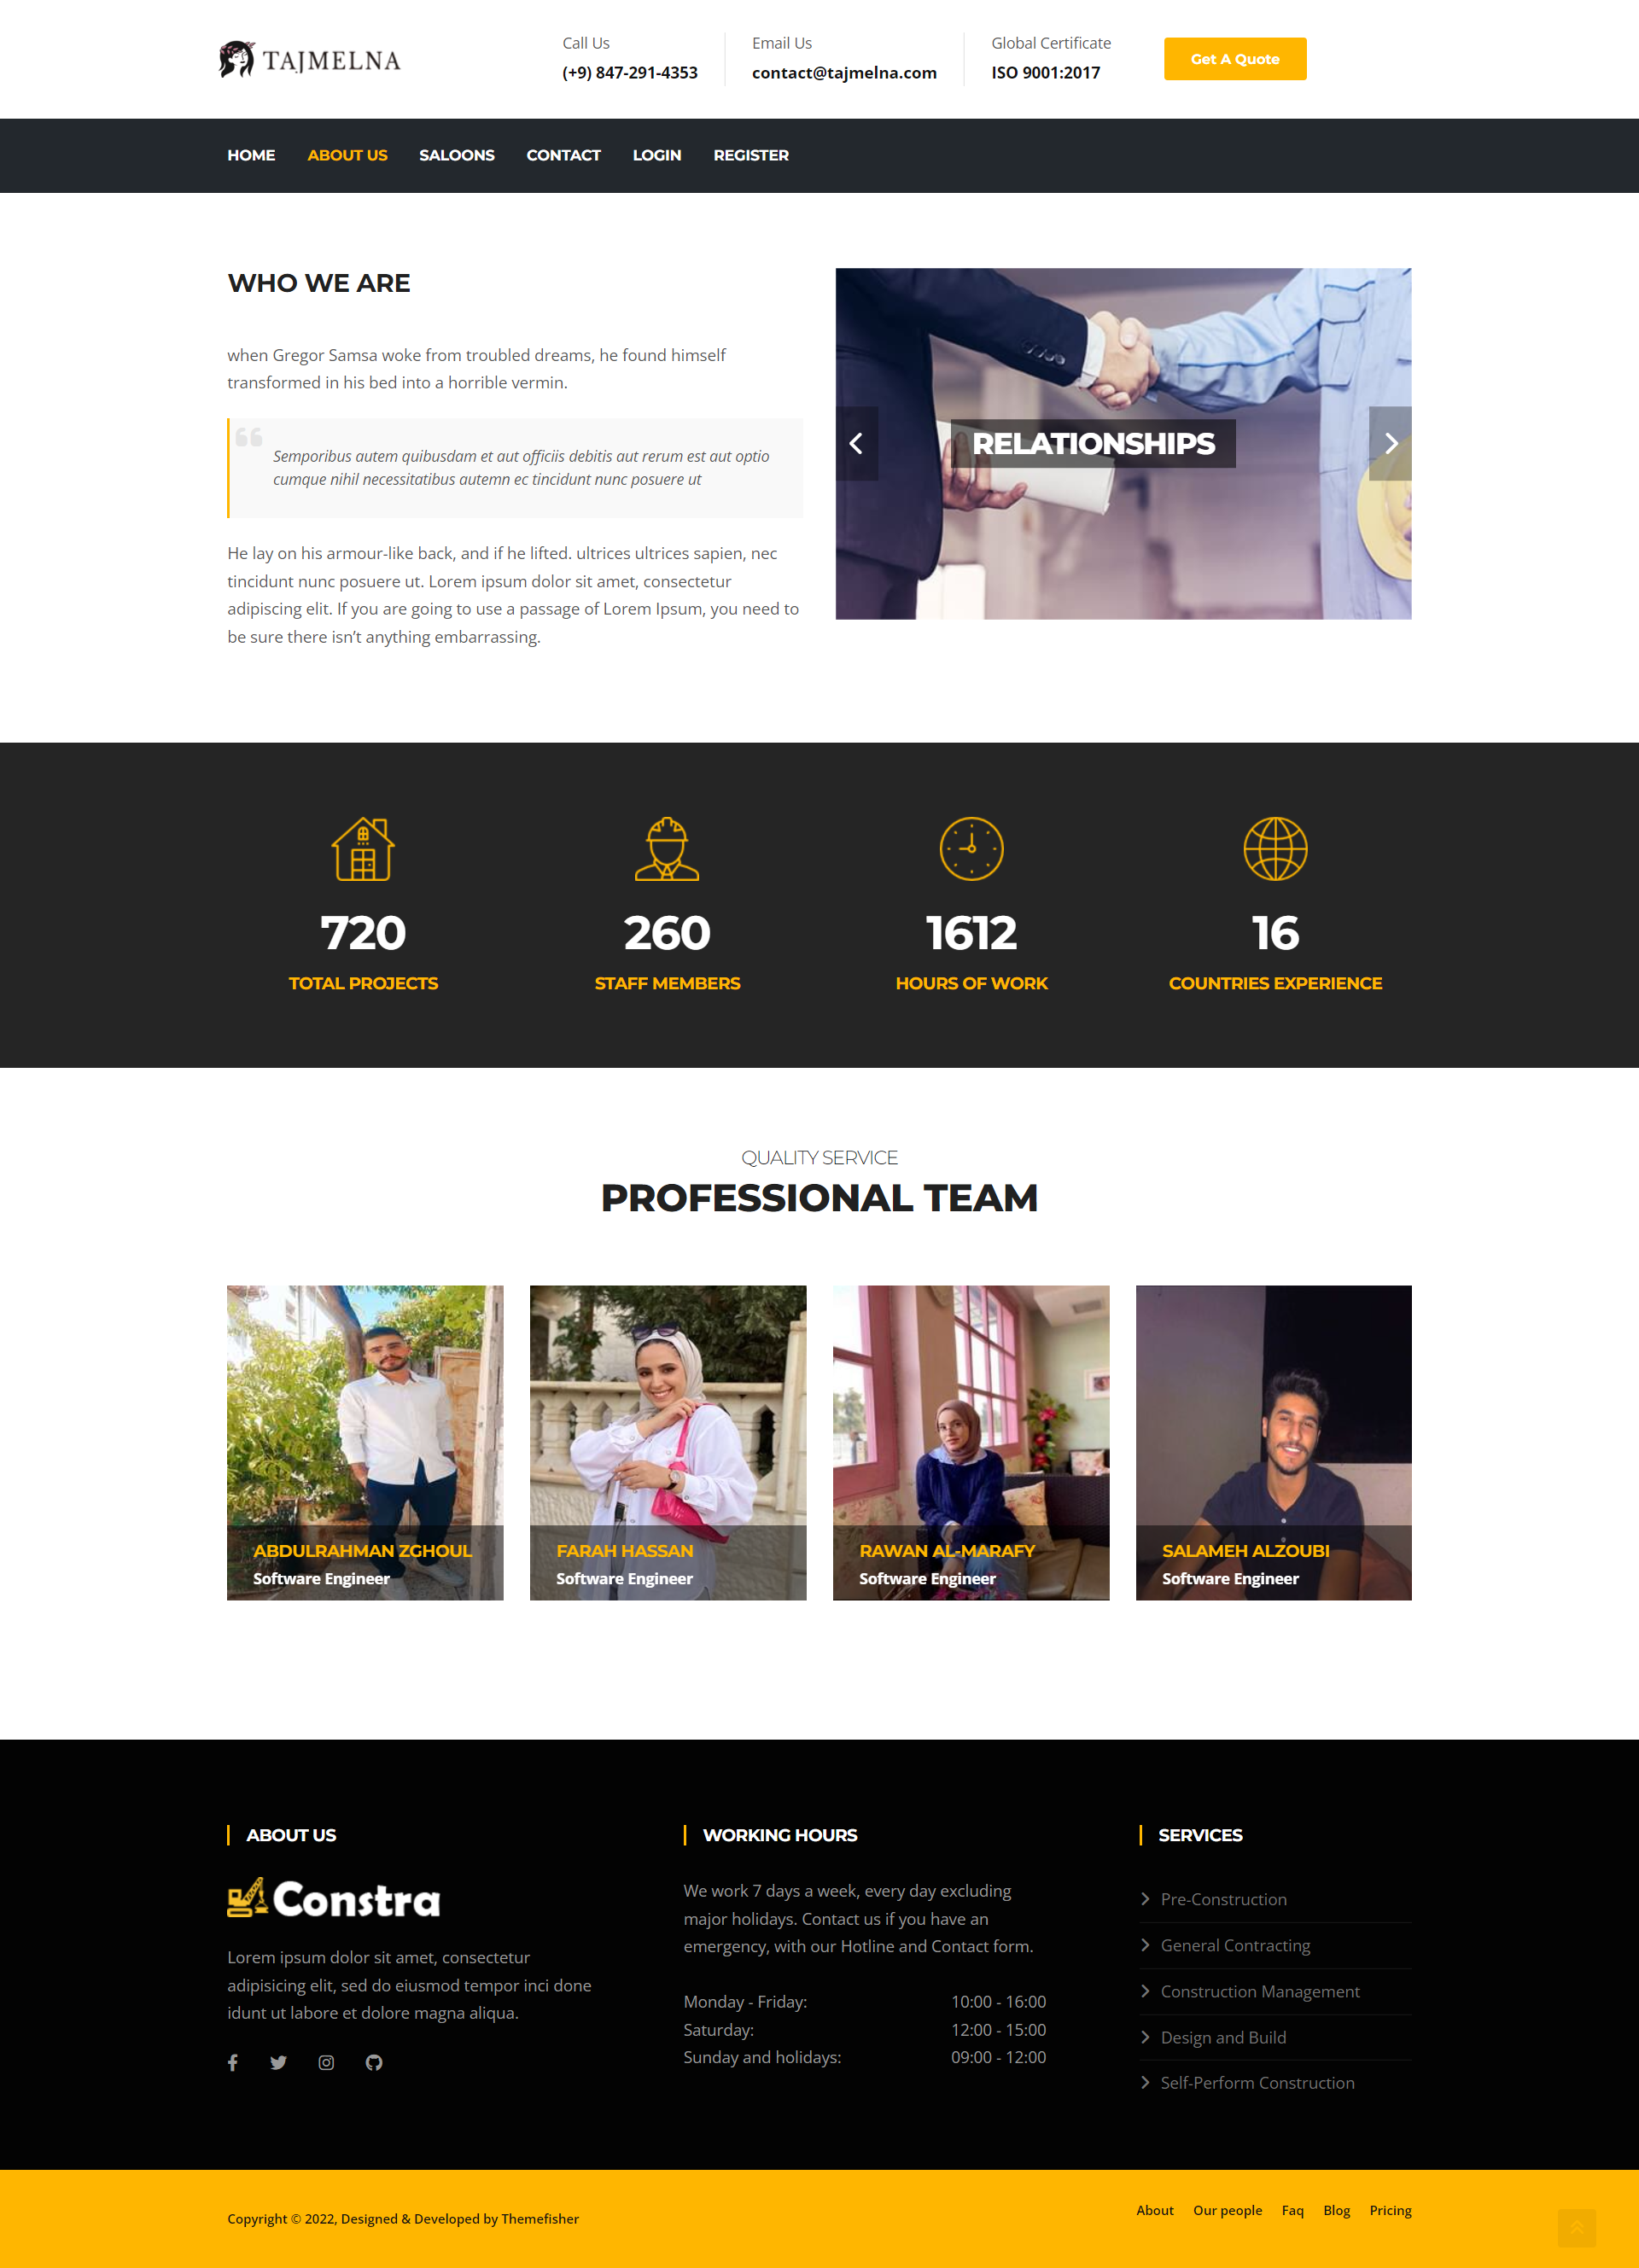 TAJMELNA
Call Us
(+9) 847-291-4353
Email Us
contact@tajmelna.com
Global Certificate
ISO 9001:2017
Get A Quote
HOME ABOUT US SALOONS CONTACT LOGIN REGISTER
WHO WE ARE
when Gregor Samsa woke from troubled dreams, he found himself
transformed in his bed into a horrible vermin.
Semporibus autem quibusdam et aut officiis debitis aut rerum est aut optio
cumque nihil necessitatibus autemn ec tincidunt nunc posuere ut
He lay on his armour-like back, and if he lifted. ultrices ultrices sapien, nec
tincidunt nunc posuere ut. Lorem ipsum dolor sit amet, consectetur
adipiscing elit. If you are going to use a passage of Lorem Ipsum, you need to
be sure there isn’t anything embarrassing.
RELATIONSHIPS
720
TOTAL PROJECTS
260
STAFF MEMBERS
1612
HOURS OF WORK
16
COUNTRIES EXPERIENCE
QUALITY SERVICE
PROFESSIONAL TEAM
ABDULRAHMAN ZGHOUL
Software Engineer
FARAH HASSAN
Software Engineer
RAWAN AL-MARAFY
Software Engineer
SALAMEH ALZOUBI
Software Engineer
ABOUT US
Constra
Lorem ipsum dolor sit amet, consectetur
adipisicing elit, sed do eiusmod tempor inci done
idunt ut labore et dolore magna aliqua.
WORKING HOURS
We work 7 days a week, every day excluding
major holidays. Contact us if you have an
emergency, with our Hotline and Contact form.
Monday - Friday: 10:00 - 16:00
Saturday: 12:00 - 15:00
Sunday and holidays: 09:00 - 12:00
SERVICES
Pre-Construction
General Contracting
Construction Management
Design and Build
Self-Perform Construction
Copyright © 2022, Designed & Developed by Themefisher
About Our people Faq Blog Pricing